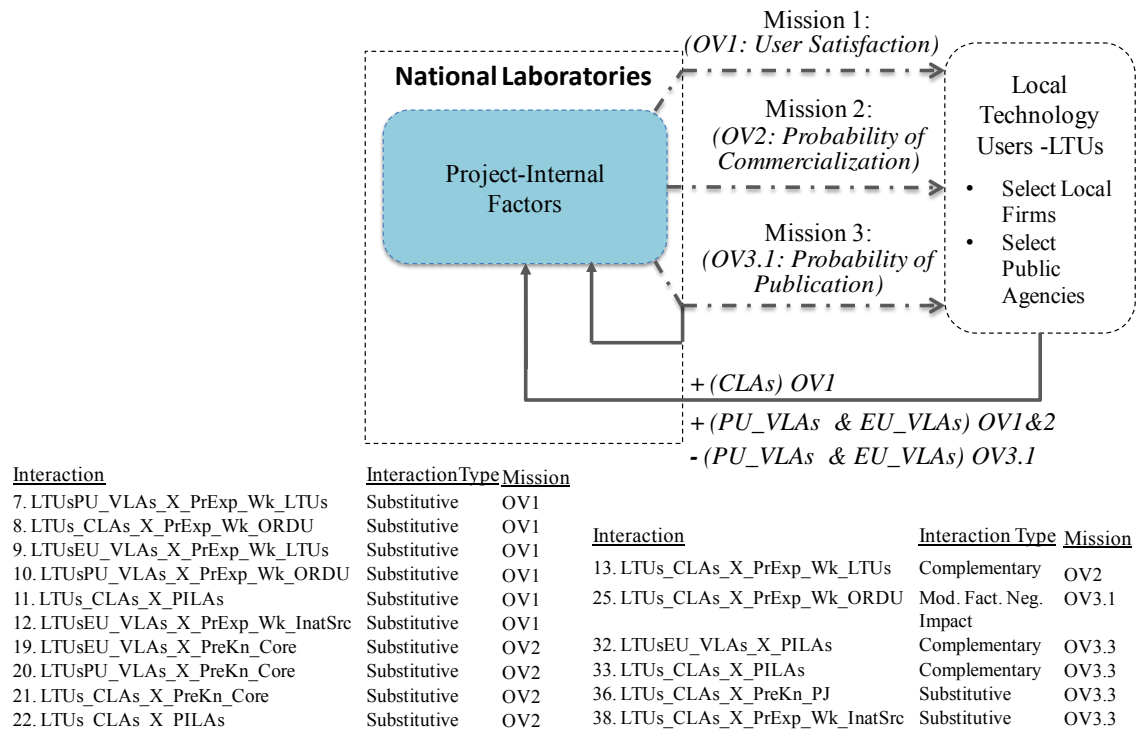 Mission 1:
(OV1: User Satisfaction)
National Laboratories
Project-Internal
Factors
Mission 2:
(OV2: Probability of
Commercialization)
Mission 3:
(OV3.1: Probability of
Publication)
Local
Technology
Users -LTUs
• Select Local
Firms
• Select
Public
Agencies
+ (CLAs) OV1
+ (PU_VLAs & EU_VLAs) OV1&2
- (PU_VLAs & EU_VLAs) OV3.1
Interaction InteractionType Mission
7. LTUsPU_VLAs_X_PrExp_Wk_LTUs Substitutive OV1
8. LTUs_CLAs_X_PrExp_Wk_ORDU Substitutive OV1
9. LTUsEU_VLAs_X_PrExp_Wk_LTUs Substitutive OV1
10. LTUsPU_VLAs_X_PrExp_Wk_ORDU Substitutive OV1
11. LTUs_CLAs_X_PILAs Substitutive OV1
12. LTUsEU_VLAs_X_PrExp_Wk_InatSrc Substitutive OV1
19. LTUsEU_VLAs_X_PreKn_Core Substitutive OV2
20. LTUsPU_VLAs_X_PreKn_Core Substitutive OV2
21. LTUs_CLAs_X_PreKn_Core Substitutive OV2
22. LTUs_CLAs_X_PILAs Substitutive OV2
Interaction Interaction Type Mission
13. LTUs_CLAs_X_PrExp_Wk_LTUs Complementary OV2
25. LTUs_CLAs_X_PrExp_Wk_ORDU Mod. Fact. Neg. OV3.1
Impact
32. LTUsEU_VLAs_X_PILAs Complementary OV3.3
33. LTUs_CLAs_X_PILAs Complementary OV3.3
36. LTUs_CLAs_X_PreKn_PJ Substitutive OV3.3
38. LTUs_CLAs_X_PrExp_Wk_InatSrc Substitutive OV3.3